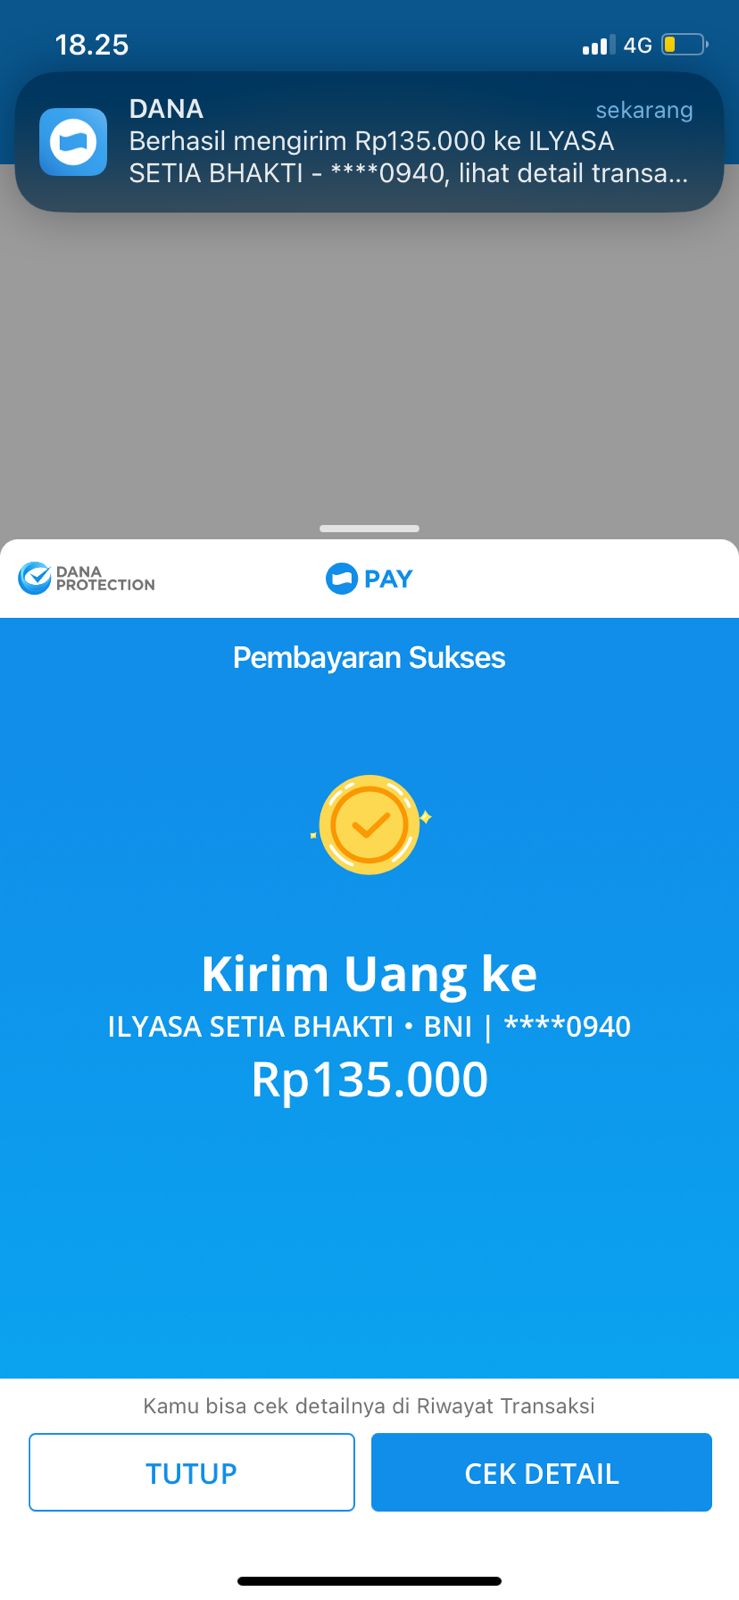 18.25
4G
DANA
sekarang
Berhasil mengirim Rp135.000 ke ILYASA
SETIA BHAKTI - ****0940, lihat detail transa...
DANA
PROTECTION
PAY
Pembayaran Sukses
Kirim Uang ke
ILYASA SETIA BHAKTI • BNI | ****0940
Rp135.000
Kamu bisa cek detailnya di Riwayat Transaksi
TUTUP
CEK DETAIL